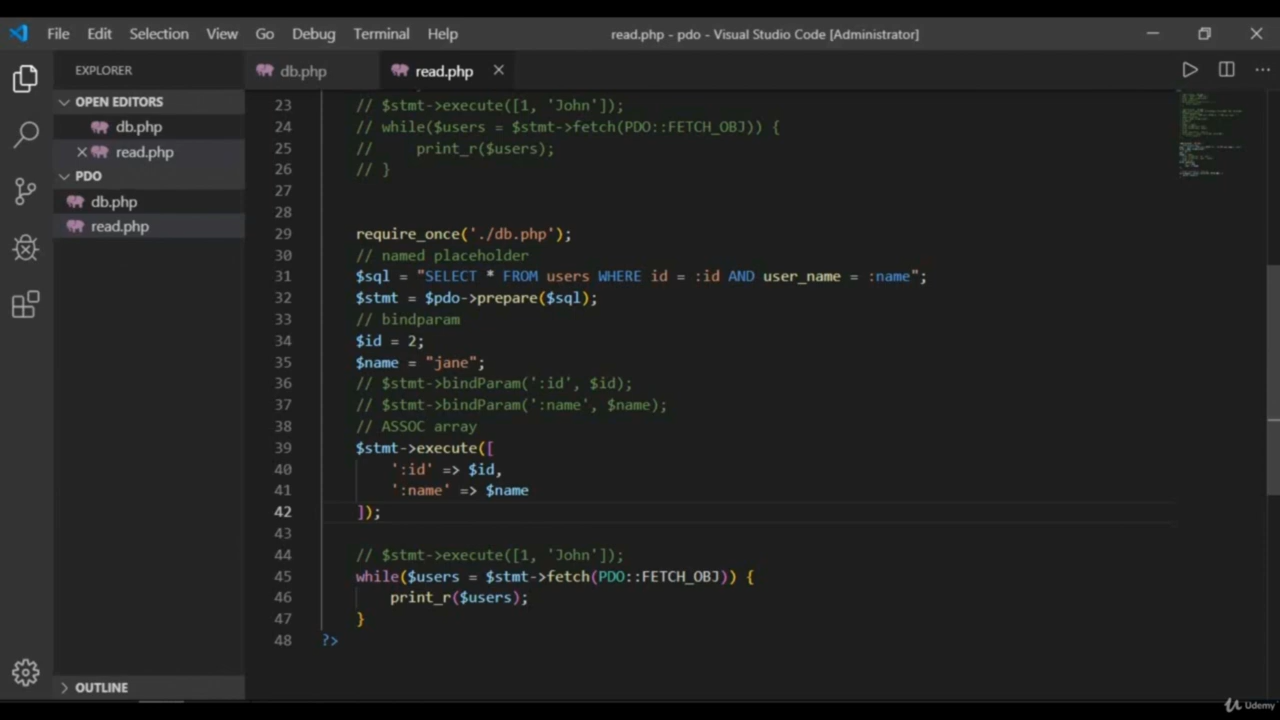 File Edit Selection View Go Debug Terminal Help
read.php - pdo - Visual Studio Code [Administrator]
EXPLORER
OPEN EDITORS
db.php
read.php
PDO
db.php
read.php
OUTLINE
db.php
read.php
23 // $stmt->execute([1, 'John']);
24 // while($users = $stmt->fetch(PDO::FETCH_OBJ)) {
25 //     print_r($users);
26 // }
27
28
29 require_once('./db.php');
30 // named placeholder
31 $sql = "SELECT * FROM users WHERE id = :id AND user_name = :name";
32 $stmt = $pdo->prepare($sql);
33 // bindparam
34 $id = 2;
35 $name = "jane";
36 // $stmt->bindParam(':id', $id);
37 // $stmt->bindParam(':name', $name);
38 // ASSOC array
39 $stmt->execute([
40     ':id' => $id,
41     ':name' => $name
42 ]);
43
44 // $stmt->execute([1, 'John']);
45 while($users = $stmt->fetch(PDO::FETCH_OBJ)) {
46     print_r($users);
47 }
48 ?>
Udemy